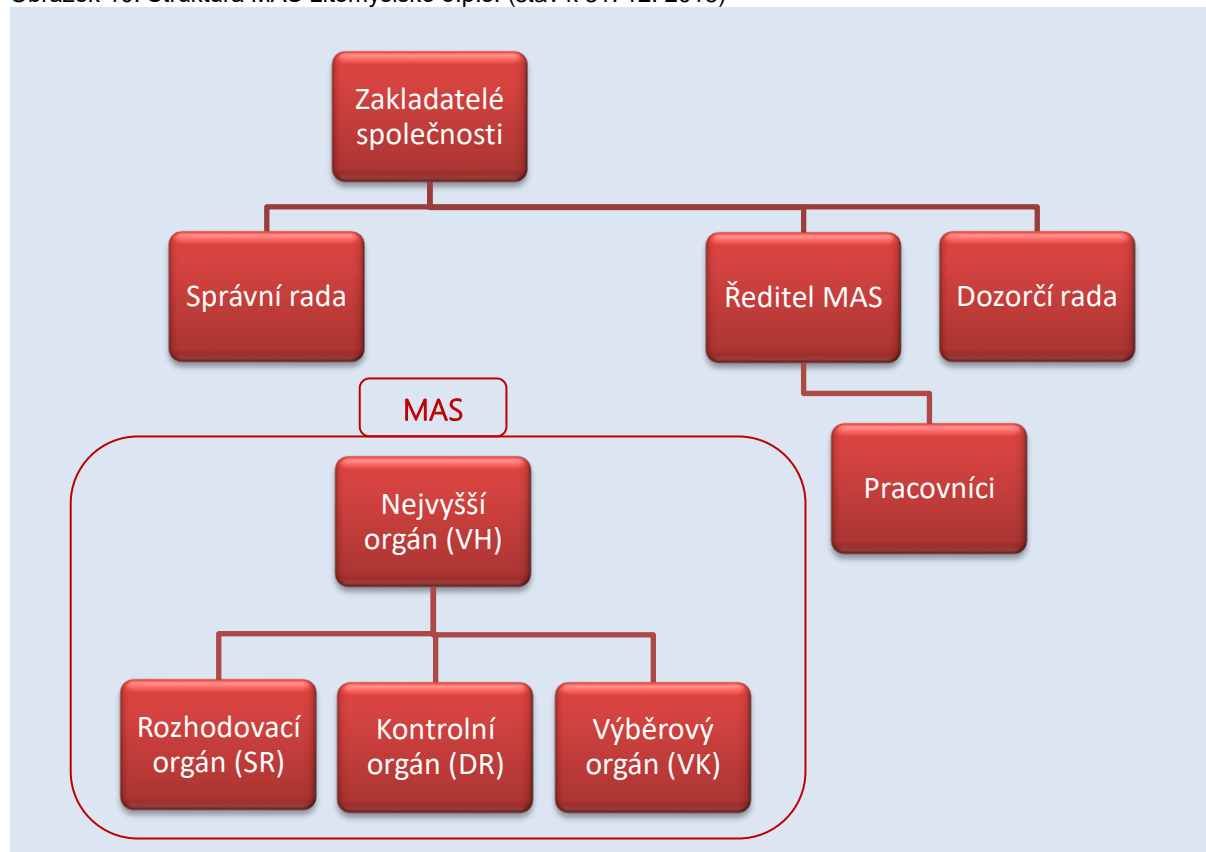 Zakladatelé
společnosti
Správní rada
Ředitel MAS
Dozorčí rada
MAS
Pracovníci
Nejvyšší
orgán (VH)
Rozhodovací
orgán (SR)
Kontrolní
orgán (DR)
Výběrový
orgán (VK)